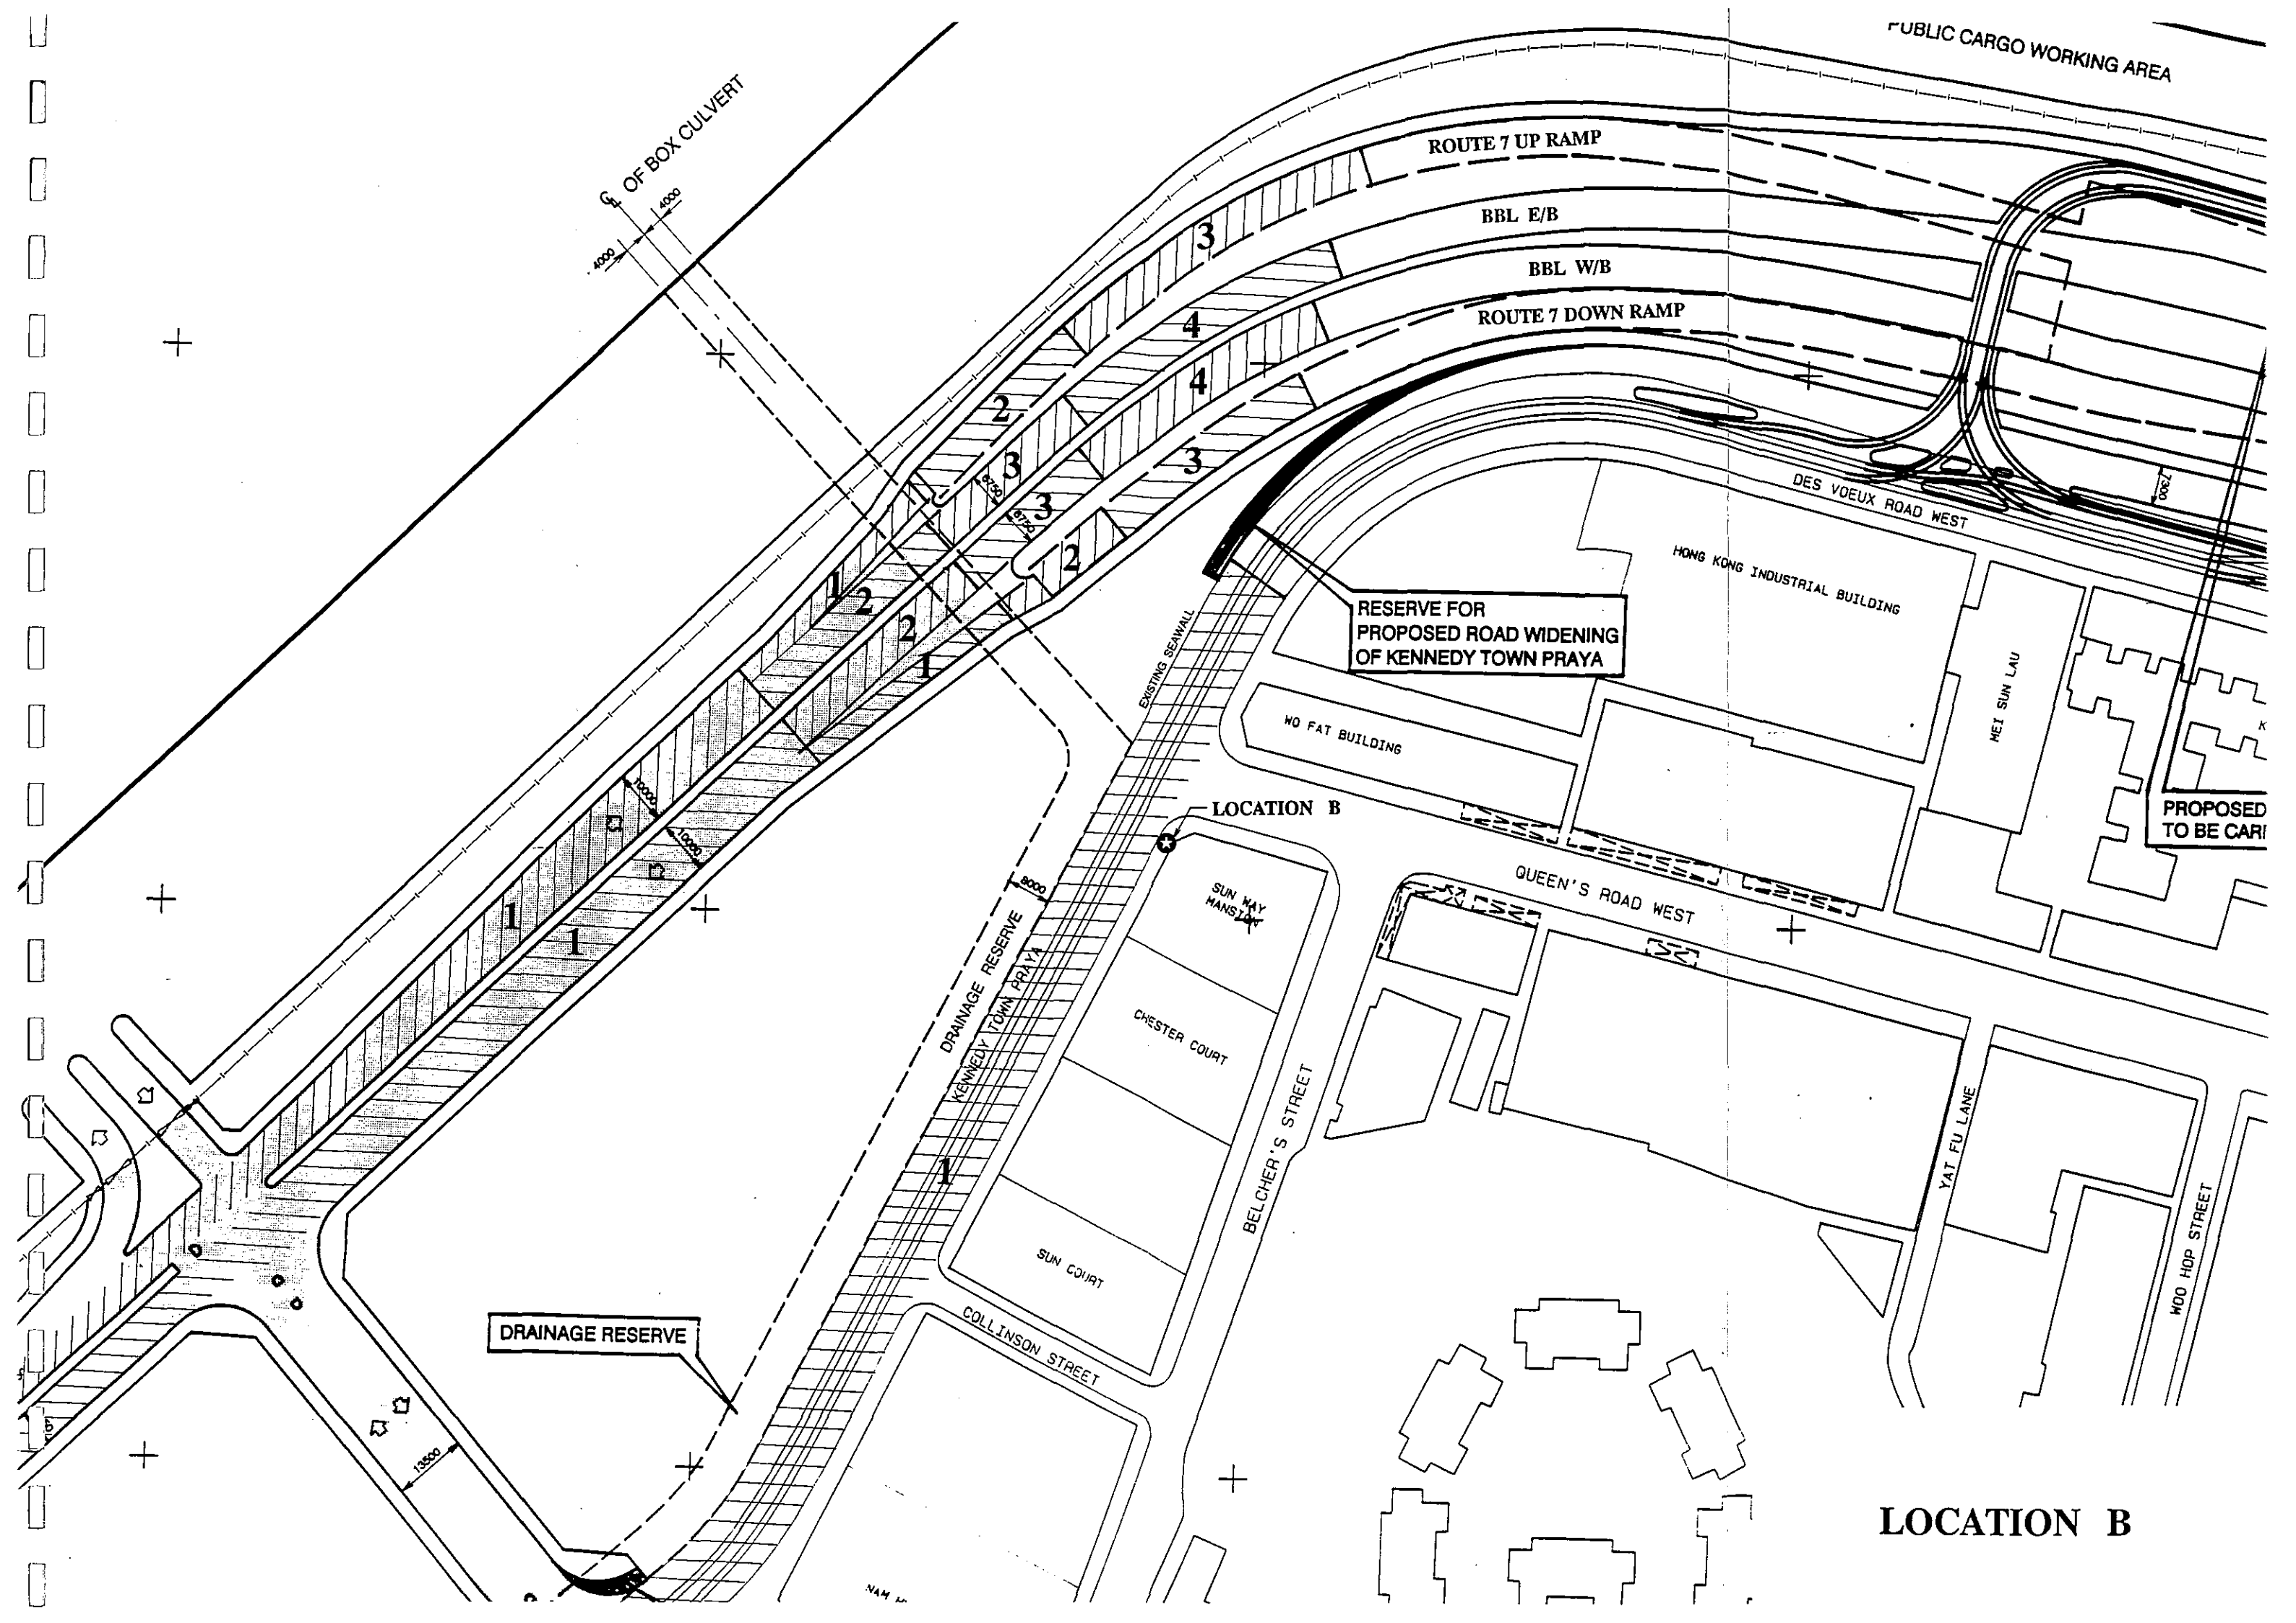 PUBLIC CARGO WORKING AREA
℄ OF BOX CULVERT
4000
4000
ROUTE 7 UP RAMP
BBL E/B
BBL W/B
ROUTE 7 DOWN RAMP
3
4
4
3
2
3
3
2
6750
6750
1
2
2
1
7300
DES VOEUX ROAD WEST
HONG KONG INDUSTRIAL BUILDING
MEI SUN LAU
K
RESERVE FOR
PROPOSED ROAD WIDENING
OF KENNEDY TOWN PRAYA
EXISTING SEAWALL
WO FAT BUILDING
LOCATION B
PROPOSED
TO BE CARR
10000
10000
1
1
8000
SUN WAY
MANSION
QUEEN'S ROAD WEST
DRAINAGE RESERVE
KENNEDY TOWN PRAYA
CHESTER COURT
BELCHER'S STREET
YAT FU LANE
WOO HOP STREET
1
SUN COURT
COLLINSON STREET
DRAINAGE RESERVE
13500
LOCATION B